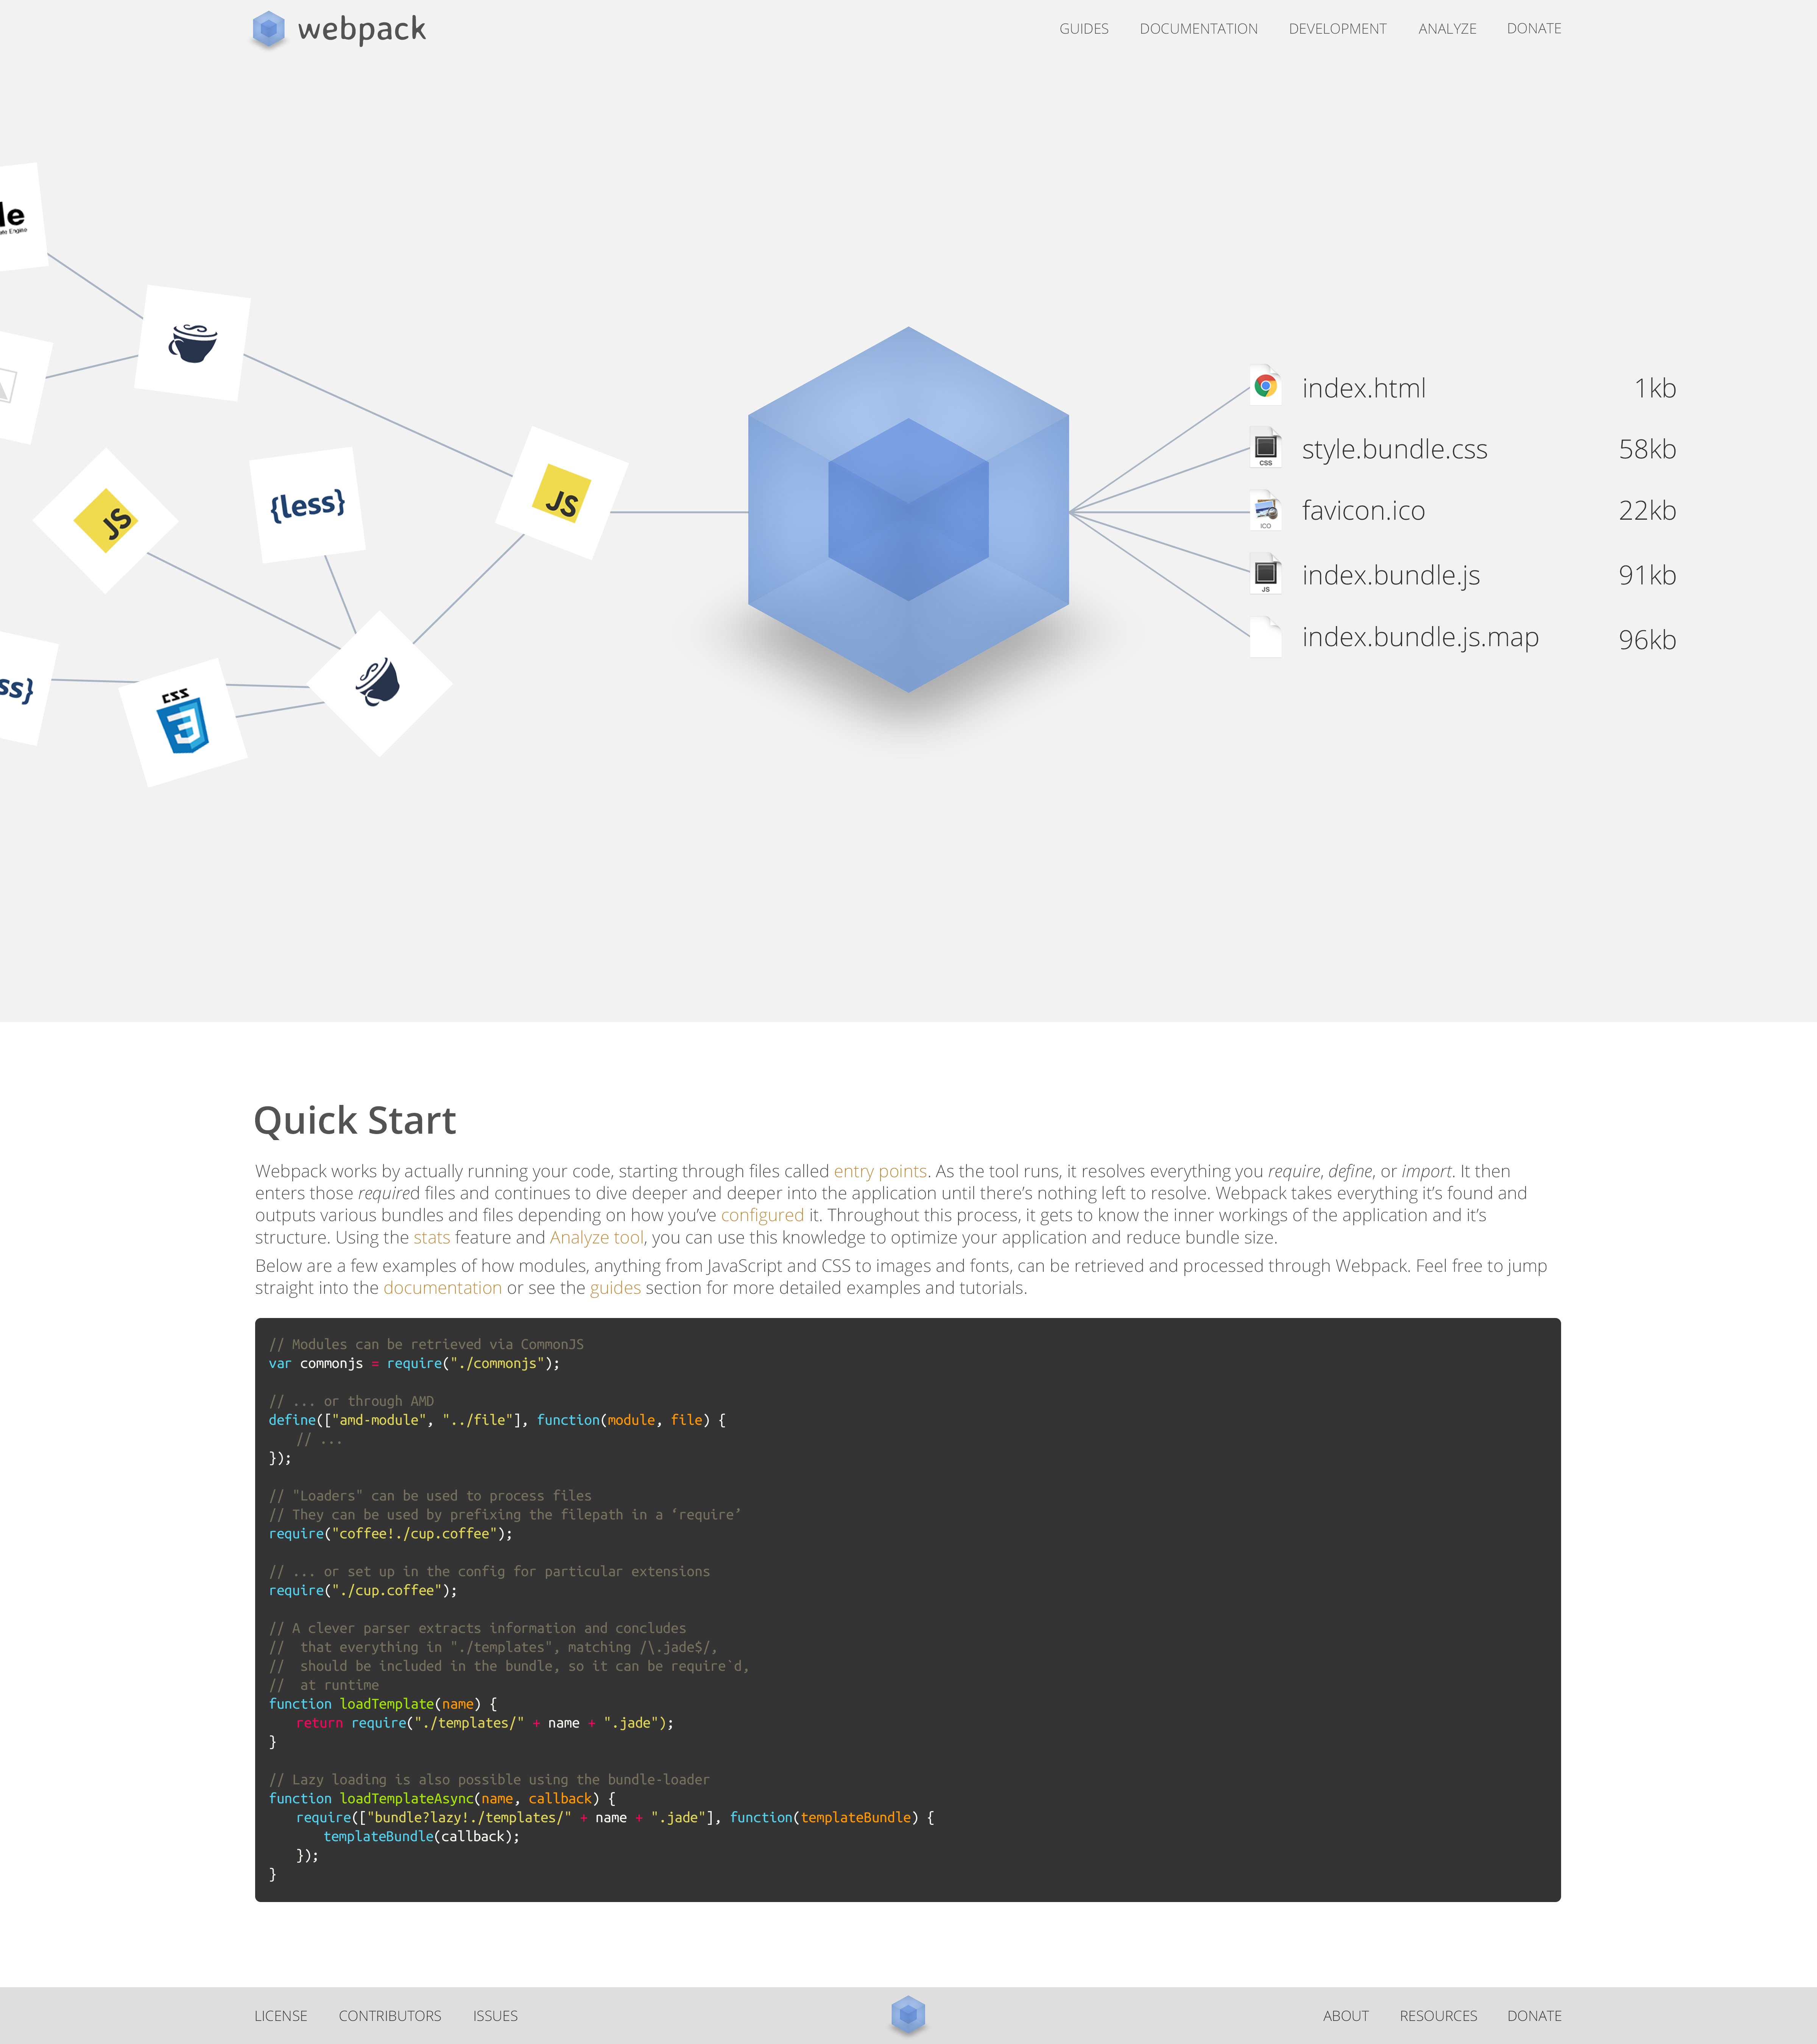 webpack
GUIDES DOCUMENTATION DEVELOPMENT ANALYZE DONATE
JS
{less}
JS
CSS
3
index.html 1kb
CSS
style.bundle.css 58kb
ICO
favicon.ico 22kb
JS
index.bundle.js 91kb
index.bundle.js.map 96kb
Quick Start
Webpack works by actually running your code, starting through files called entry points. As the tool runs, it resolves everything you require, define, or import. It then
enters those required files and continues to dive deeper and deeper into the application until there’s nothing left to resolve. Webpack takes everything it’s found and
outputs various bundles and files depending on how you’ve configured it. Throughout this process, it gets to know the inner workings of the application and it’s
structure. Using the stats feature and Analyze tool, you can use this knowledge to optimize your application and reduce bundle size.
Below are a few examples of how modules, anything from JavaScript and CSS to images and fonts, can be retrieved and processed through Webpack. Feel free to jump
straight into the documentation or see the guides section for more detailed examples and tutorials.
// Modules can be retrieved via CommonJS
var commonjs = require("./commonjs");
// ... or through AMD
define(["amd-module", "../file"], function(module, file) {
// ...
});
// "Loaders" can be used to process files
// They can be used by prefixing the filepath in a ‘require’
require("coffee!./cup.coffee");
// ... or set up in the config for particular extensions
require("./cup.coffee");
// A clever parser extracts information and concludes
//  that everything in "./templates", matching /\.jade$/,
//  should be included in the bundle, so it can be require`d,
//  at runtime
function loadTemplate(name) {
return require("./templates/" + name + ".jade");
}
// Lazy loading is also possible using the bundle-loader
function loadTemplateAsync(name, callback) {
require(["bundle?lazy!./templates/" + name + ".jade"], function(templateBundle) {
templateBundle(callback);
});
}
LICENSE CONTRIBUTORS ISSUES ABOUT RESOURCES DONATE